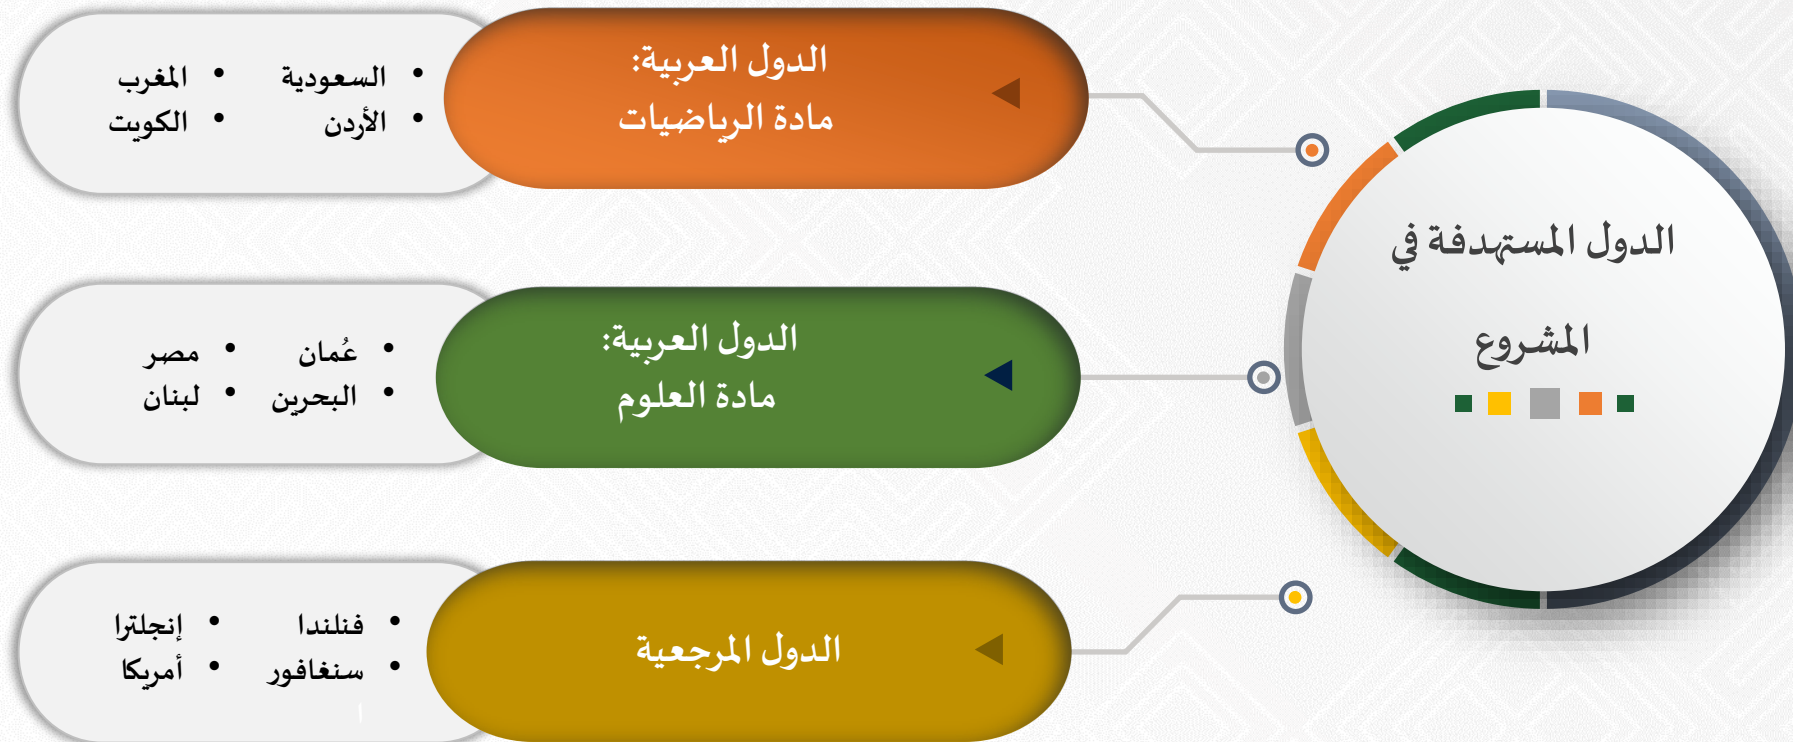 الدول المستهدفة في
المشروع
الدول العربية:
مادة الرياضيات
• السعودية
• الأردن
• المغرب
• الكويت
الدول العربية:
مادة العلوم
• عُمان
• البحرين
• مصر
• لبنان
الدول المرجعية
• فنلندا
• سنغافور
ا
• إنجلترا
• أمريكا